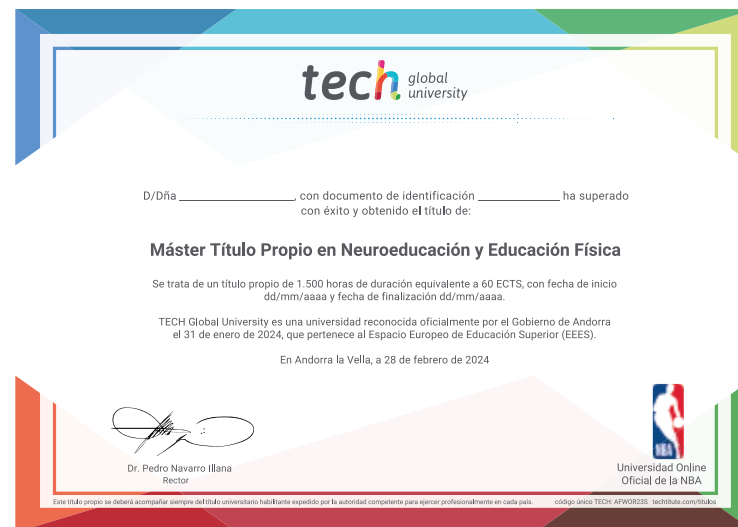 tech global university
D/Dña ______________, con documento de identificación ______________ ha superado
con éxito y obtenido el título de:
Máster Título Propio en Neuroeducación y Educación Física
Se trata de un título propio de 1.500 horas de duración equivalente a 60 ECTS, con fecha de inicio
dd/mm/aaaa y fecha de finalización dd/mm/aaaa.
TECH Global University es una universidad reconocida oficialmente por el Gobierno de Andorra
el 31 de enero de 2024, que pertenece al Espacio Europeo de Educación Superior (EEES).
En Andorra la Vella, a 28 de febrero de 2024
Dr. Pedro Navarro Illana
Rector
NBA
Universidad Online
Oficial de la NBA
Este título propio se deberá acompañar siempre del título universitario habilitante expedido por la autoridad competente para ejercer profesionalmente en cada país. código único TECH: AFWOR23S techtitute.com/titulos